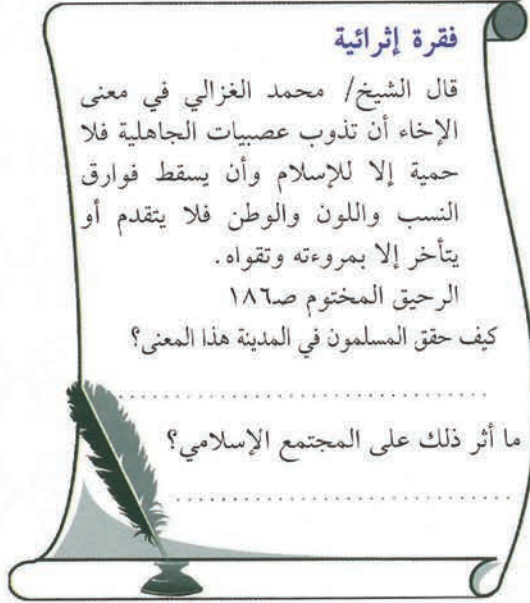 فقرة إثرائية
قال الشيخ/ محمد الغزالي في معنى
الإخاء أن تذوب عصبيات الجاهلية فلا
حمية إلا للإسلام وأن يسقط فوارق
النسب واللون والوطن فلا يتقدم أو
يتأخر إلا بمروءته وتقواه.
الرحيق المختوم صـ١٨٦
كيف حقق المسلمون في المدينة هذا المعنى؟
................................
ما أثر ذلك على المجتمع الإسلامي؟
................................